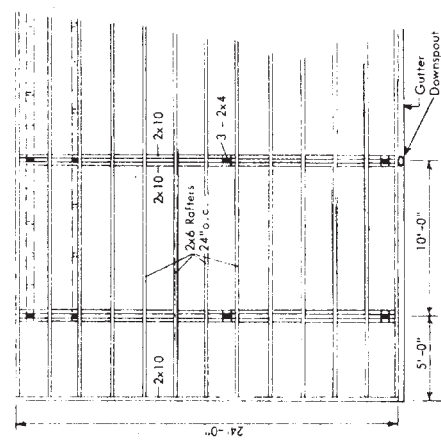 2x10
2x10
3 - 2x4
2x10
2x6 Rafters
24" o.c.
Gutter
Downspout
10'-0"
5'-0"
24'-0"